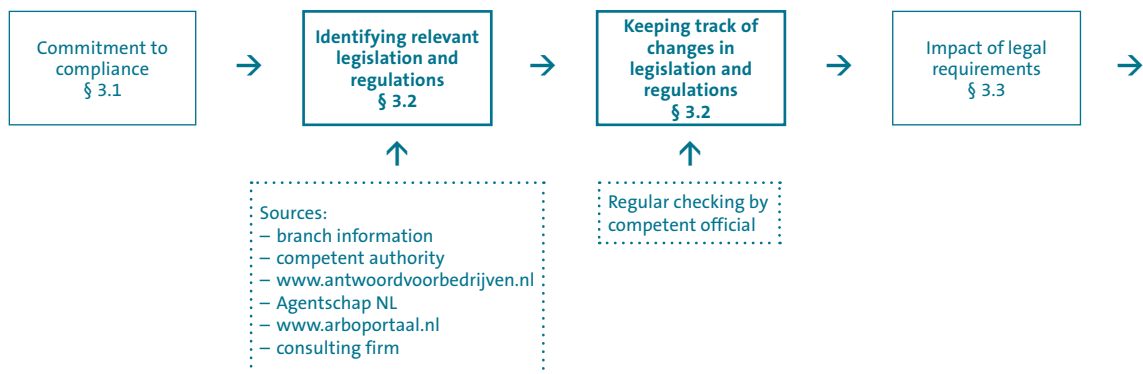 Commitment to
compliance
§ 3.1
→
Identifying relevant
legislation and
regulations
§ 3.2
→
Keeping track of
changes in
legislation and
regulations
§ 3.2
→
Impact of legal
requirements
§ 3.3
→
↑
↑
Sources:
– branch information
– competent authority
– www.antwoordvoorbedrijven.nl
– Agentschap NL
– www.arboportaal.nl
– consulting firm
Regular checking by
competent official